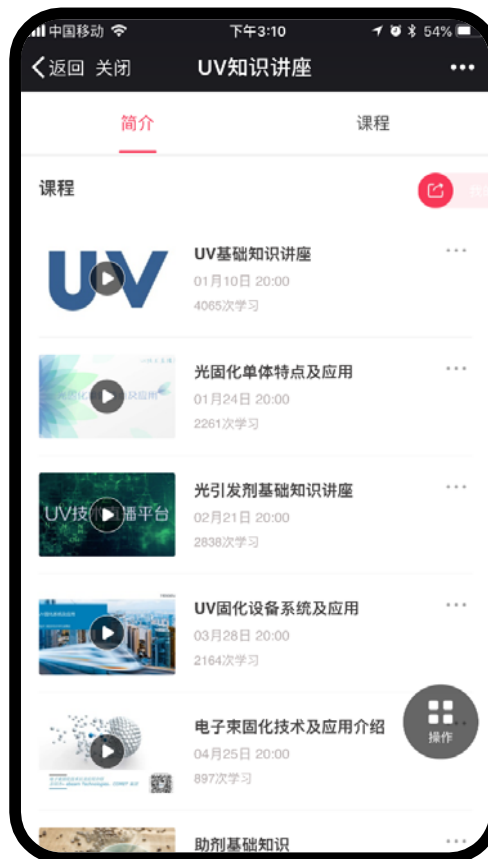 中国移动 下午3:10 54%
返回 关闭 UV知识讲座
简介 课程
课程
UV
UV基础知识讲座
01月10日 20:00
4065次学习
光固化单体特点及应用
01月24日 20:00
2261次学习
UV技术直播平台
光引发剂基础知识讲座
02月21日 20:00
2838次学习
UV固化设备系统及应用
03月28日 20:00
2164次学习
电子束固化技术及应用介绍
04月25日 20:00
897次学习
操作
助剂基础知识